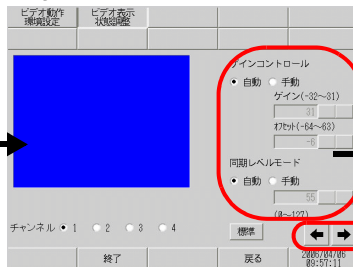 ビデオ動作
環境設定
ビデオ表示
状態調整
ゲインコントロール
自動 手動
ゲイン(-32～31)
31
オフセット(-64～63)
-6
同期レベルモード
自動 手動
55
(0～127)
チャンネル 1 2 3 4
標準
終了
戻る
2006/04/06
09:57:11